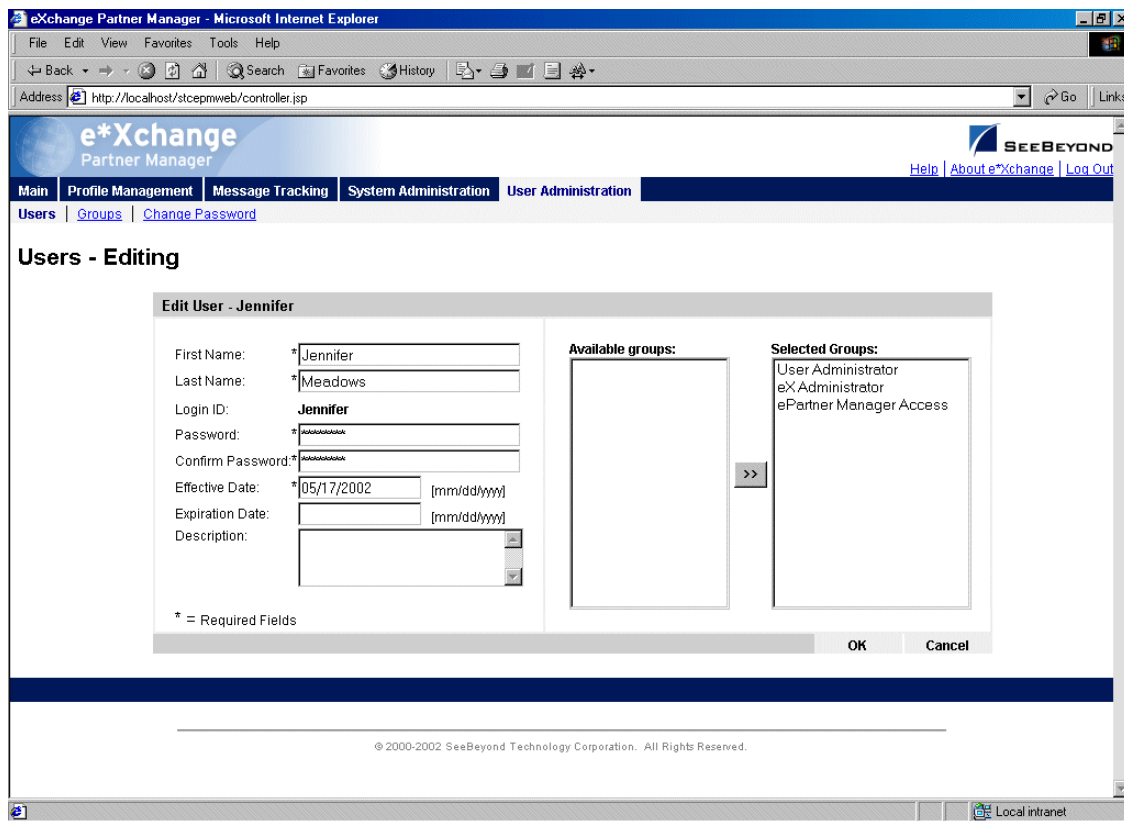 eXchange Partner Manager - Microsoft Internet Explorer
File Edit View Favorites Tools Help
Back Search Favorites History
Address http://localhost/stcepmweb/controller.jsp Go Links
e*Xchange
Partner Manager
SEEBEYOND
Help | About e*Xchange | Log Out
Main Profile Management Message Tracking System Administration User Administration
Users | Groups | Change Password
Users - Editing
Edit User - Jennifer
First Name: *Jennifer
Last Name: *Meadows
Login ID: Jennifer
Password: * ********
Confirm Password:* ********
Effective Date: *05/17/2002 [mm/dd/yyyy]
Expiration Date: [mm/dd/yyyy]
Description:
* = Required Fields
Available groups:
>>
Selected Groups:
User Administrator
eX Administrator
ePartner Manager Access
OK Cancel
© 2000-2002 SeeBeyond Technology Corporation. All Rights Reserved.
Local intranet